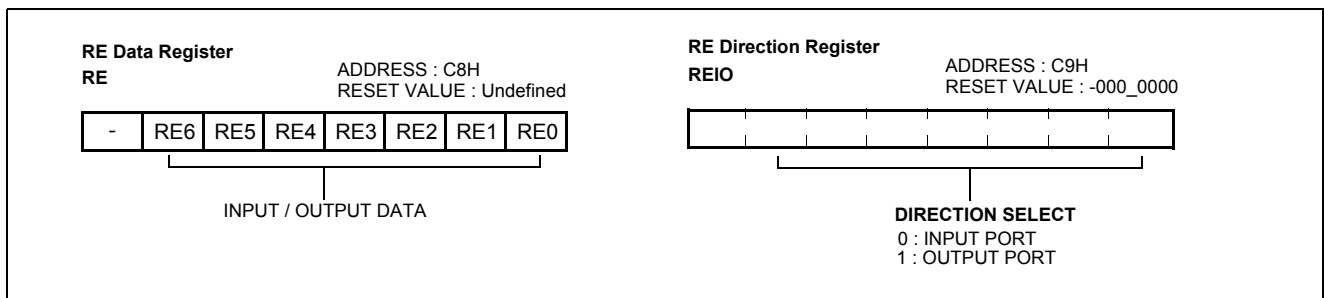 RE Data Register
RE
ADDRESS : C8H
RESET VALUE : Undefined
- RE6 RE5 RE4 RE3 RE2 RE1 RE0
INPUT / OUTPUT DATA
RE Direction Register
REIO
ADDRESS : C9H
RESET VALUE : -000_0000
DIRECTION SELECT
0 : INPUT PORT
1 : OUTPUT PORT